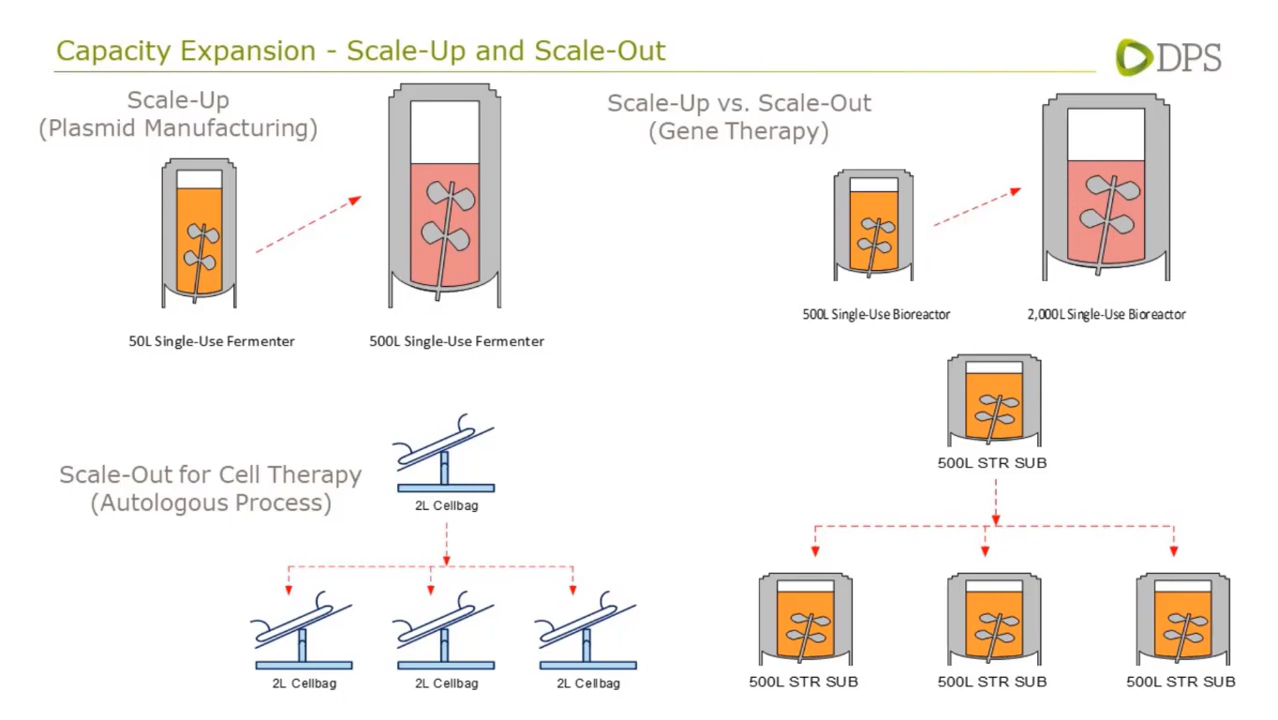 Capacity Expansion - Scale-Up and Scale-Out
DPS
Scale-Up
(Plasmid Manufacturing)
50L Single-Use Fermenter
500L Single-Use Fermenter
Scale-Up vs. Scale-Out
(Gene Therapy)
500L Single-Use Bioreactor
2,000L Single-Use Bioreactor
500L STR SUB
500L STR SUB
500L STR SUB
500L STR SUB
Scale-Out for Cell Therapy
(Autologous Process)
2L Cellbag
2L Cellbag
2L Cellbag
2L Cellbag